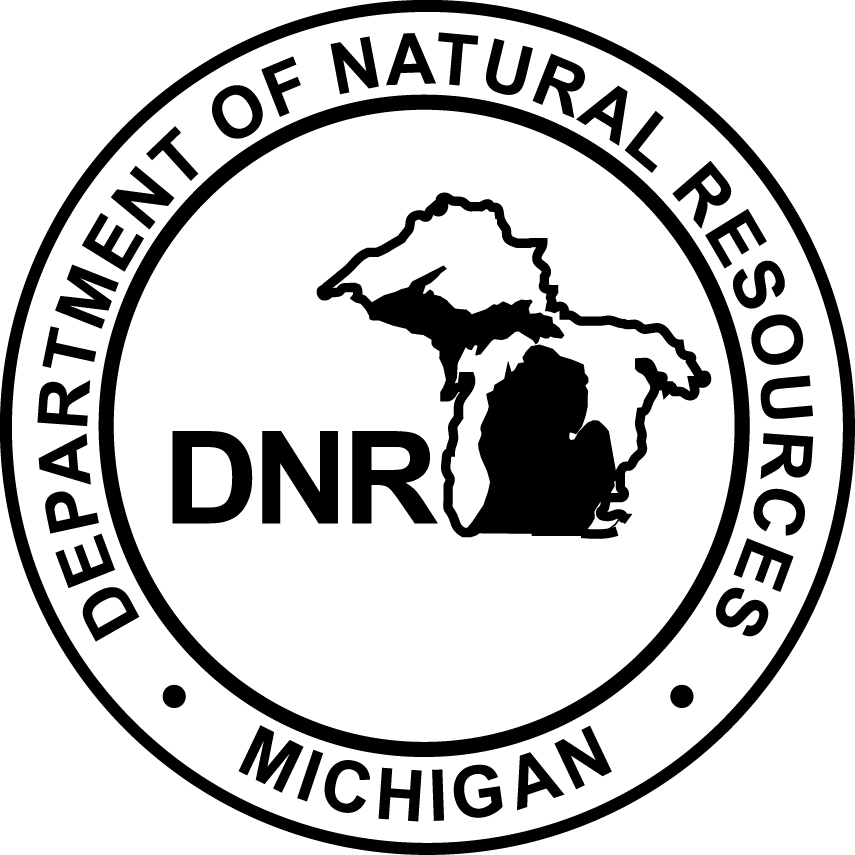 DEPARTMENT OF NATURAL RESOURCES
DNR
• MICHIGAN •